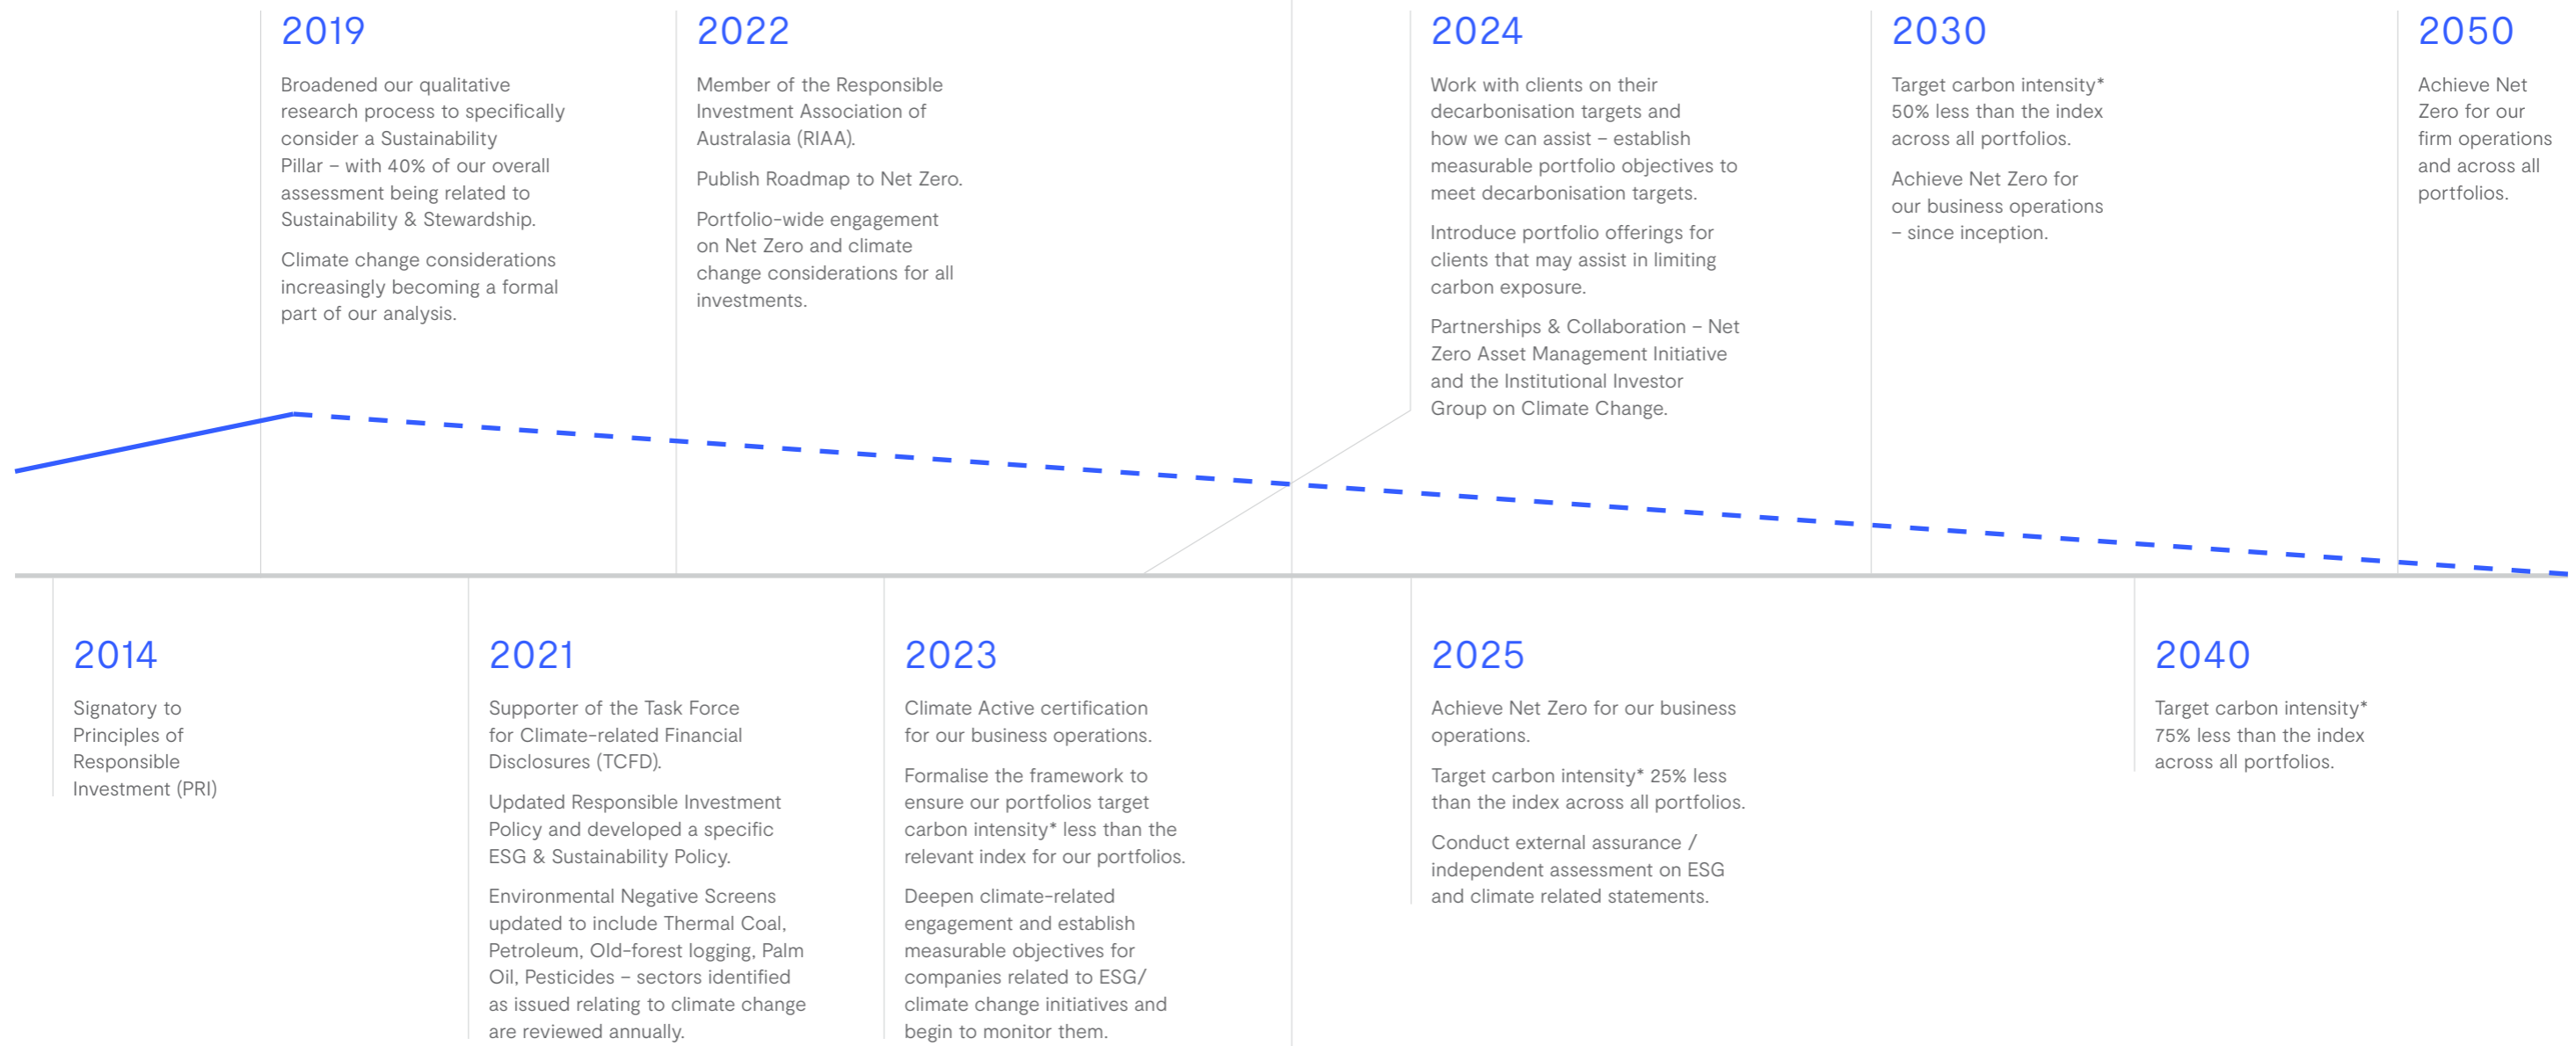 2019
Broadened our qualitative
research process to specifically
consider a Sustainability
Pillar – with 40% of our overall
assessment being related to
Sustainability & Stewardship.
Climate change considerations
increasingly becoming a formal
part of our analysis.
2022
Member of the Responsible
Investment Association of
Australasia (RIAA).
Publish Roadmap to Net Zero.
Portfolio-wide engagement
on Net Zero and climate
change considerations for all
investments.
2024
Work with clients on their
decarbonisation targets and
how we can assist – establish
measurable portfolio objectives to
meet decarbonisation targets.
Introduce portfolio offerings for
clients that may assist in limiting
carbon exposure.
Partnerships & Collaboration – Net
Zero Asset Management Initiative
and the Institutional Investor
Group on Climate Change.
2030
Target carbon intensity*
50% less than the index
across all portfolios.
Achieve Net Zero for
our business operations
– since inception.
2050
Achieve Net
Zero for our
firm operations
and across all
portfolios.
2014
Signatory to
Principles of
Responsible
Investment (PRI)
2021
Supporter of the Task Force
for Climate-related Financial
Disclosures (TCFD).
Updated Responsible Investment
Policy and developed a specific
ESG & Sustainability Policy.
Environmental Negative Screens
updated to include Thermal Coal,
Petroleum, Old-forest logging, Palm
Oil, Pesticides – sectors identified
as issued relating to climate change
are reviewed annually.
2023
Climate Active certification
for our business operations.
Formalise the framework to
ensure our portfolios target
carbon intensity* less than the
relevant index for our portfolios.
Deepen climate-related
engagement and establish
measurable objectives for
companies related to ESG/
climate change initiatives and
begin to monitor them.
2025
Achieve Net Zero for our business
operations.
Target carbon intensity* 25% less
than the index across all portfolios.
Conduct external assurance /
independent assessment on ESG
and climate related statements.
2040
Target carbon intensity*
75% less than the index
across all portfolios.